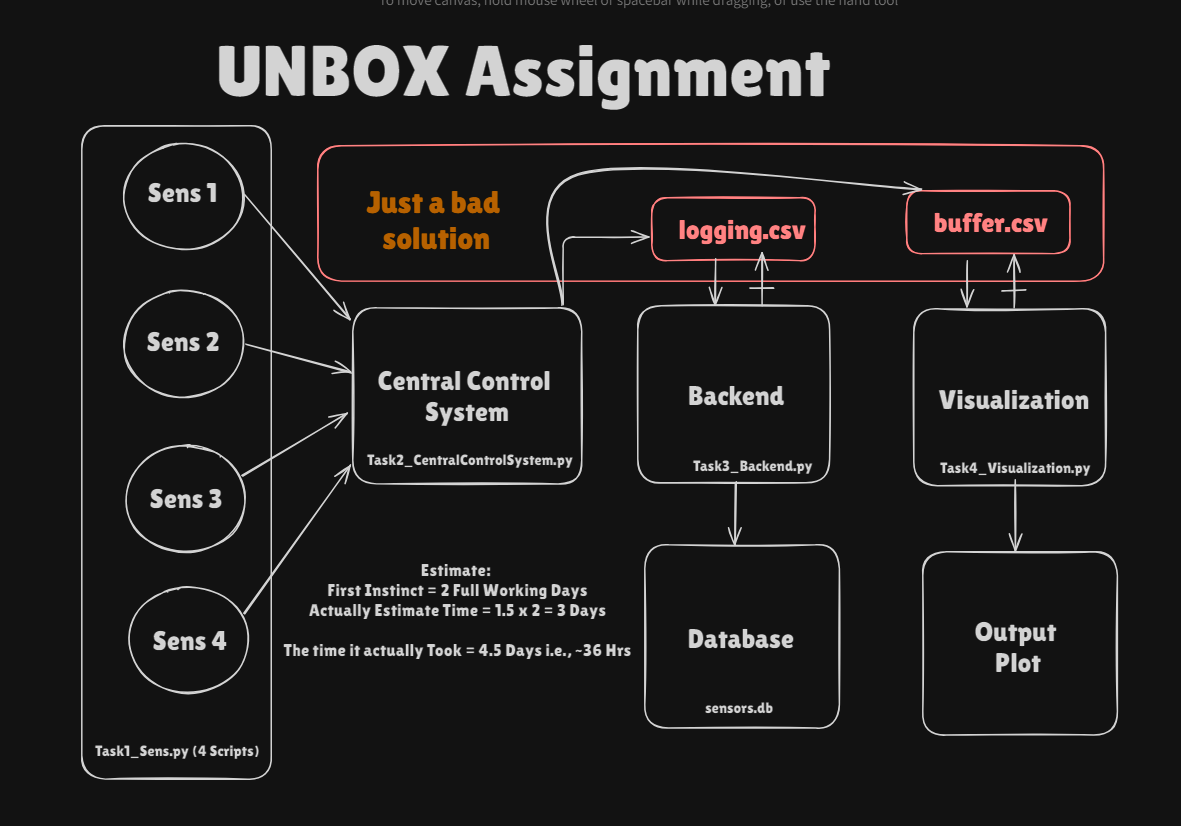 To move canvas, hold mouse wheel or spacebar while dragging, or use the hand tool
UNBOX Assignment
Sens 1
Just a bad
solution
logging.csv
buffer.csv
Sens 2
Central Control
System
Task2_CentralControlSystem.py
Backend
Task3_Backend.py
Visualization
Task4_Visualization.py
Sens 3
Estimate:
First Instinct = 2 Full Working Days
Actually Estimate Time = 1.5 x 2 = 3 Days
The time it actually Took = 4.5 Days i.e., ~36 Hrs
Sens 4
Database
sensors.db
Output
Plot
Task1_Sens.py (4 Scripts)